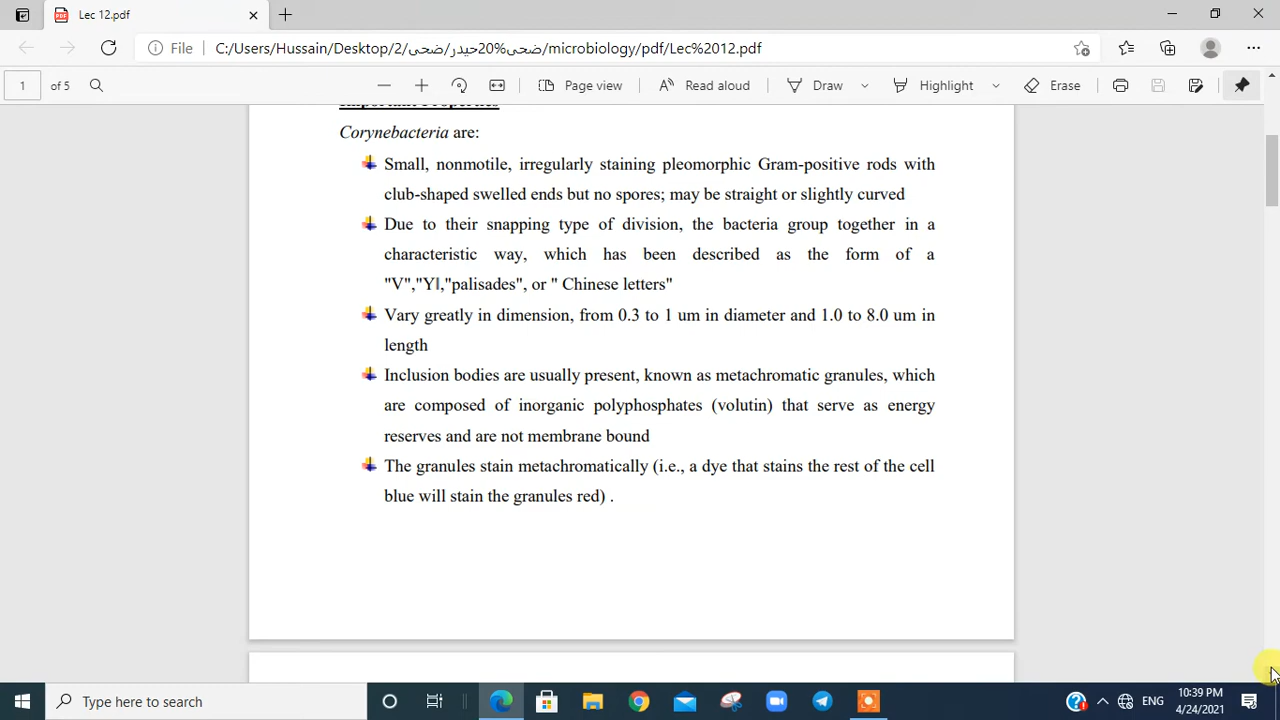 Lec 12.pdf
File
C:/Users/Hussain/Desktop/2/ضحى/حيدر%20ضحى/microbiology/pdf/Lec%2012.pdf
1 of 5
Page view
Read aloud
Draw
Highlight
Erase
Important Properties
Corynebacteria are:
Small, nonmotile, irregularly staining pleomorphic Gram-positive rods with
club-shaped swelled ends but no spores; may be straight or slightly curved
Due to their snapping type of division, the bacteria group together in a
characteristic way, which has been described as the form of a
"V","Y‖,"palisades", or " Chinese letters"
Vary greatly in dimension, from 0.3 to 1 um in diameter and 1.0 to 8.0 um in
length
Inclusion bodies are usually present, known as metachromatic granules, which
are composed of inorganic polyphosphates (volutin) that serve as energy
reserves and are not membrane bound
The granules stain metachromatically (i.e., a dye that stains the rest of the cell
blue will stain the granules red) .
Type here to search
ENG
10:39 PM
4/24/2021